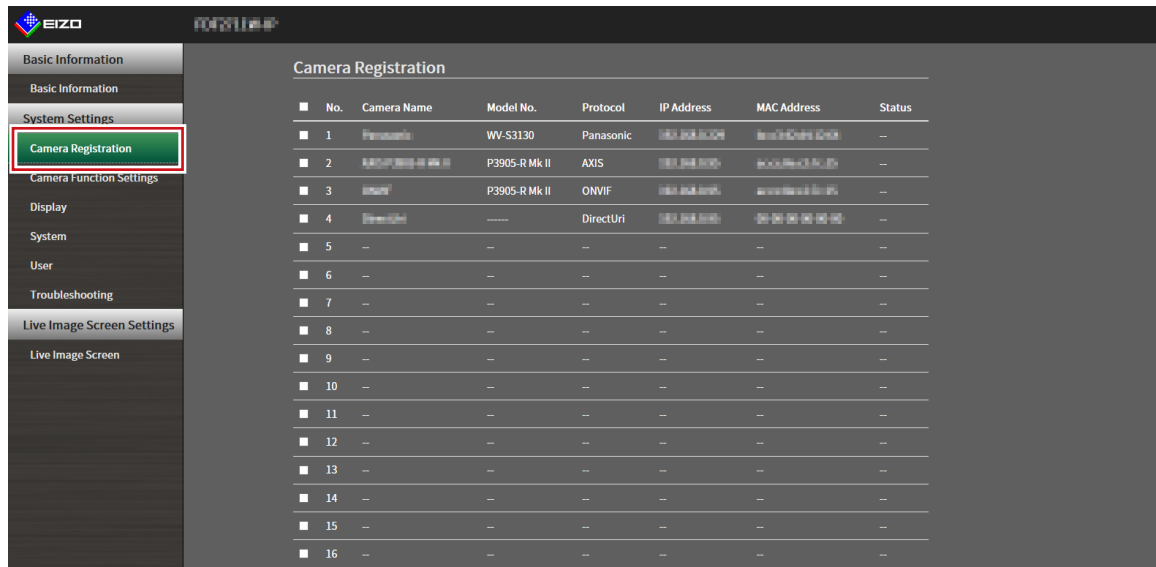 EIZO
Basic Information
Basic Information
System Settings
Camera Registration
Camera Function Settings
Display
System
User
Troubleshooting
Live Image Screen Settings
Live Image Screen
Camera Registration
No. Camera Name Model No. Protocol IP Address MAC Address Status
1 WV-S3130 Panasonic --
2 P3905-R Mk II AXIS --
3 P3905-R Mk II ONVIF --
4 ------ DirectUri --
5 -- -- -- -- -- --
6 -- -- -- -- -- --
7 -- -- -- -- -- --
8 -- -- -- -- -- --
9 -- -- -- -- -- --
10 -- -- -- -- -- --
11 -- -- -- -- -- --
12 -- -- -- -- -- --
13 -- -- -- -- -- --
14 -- -- -- -- -- --
15 -- -- -- -- -- --
16 -- -- -- -- -- --